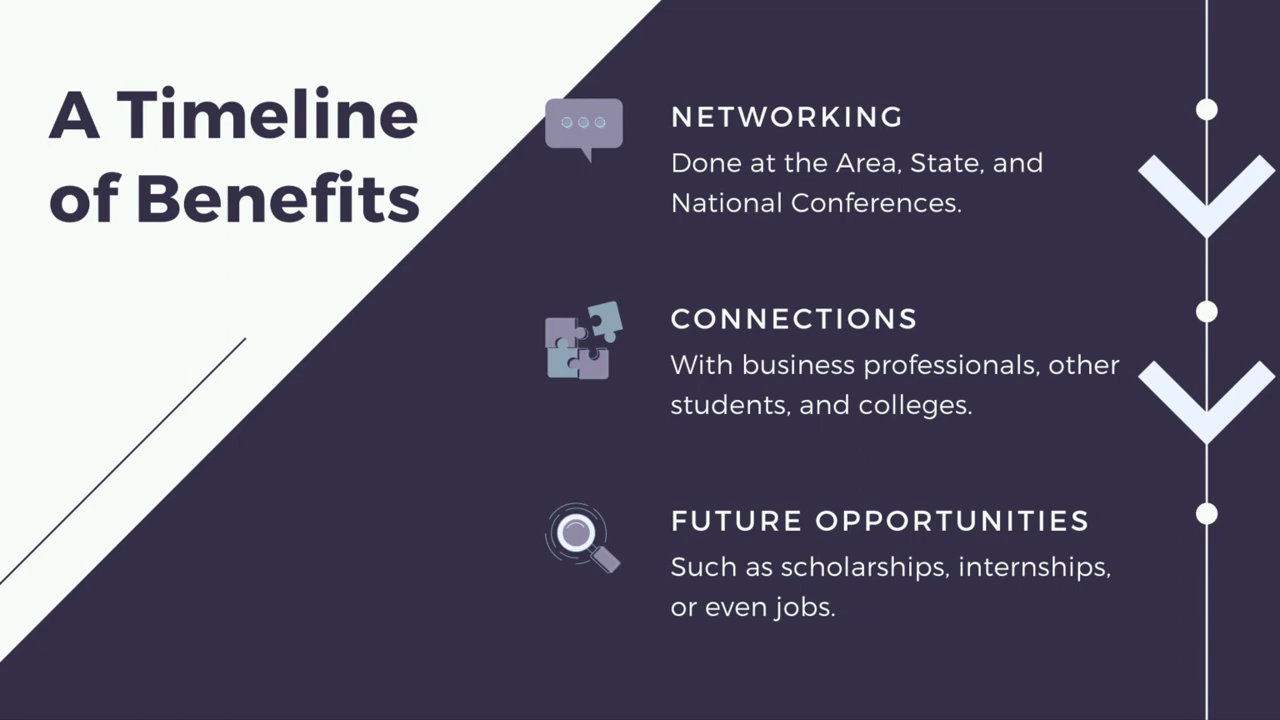 A Timeline
of Benefits
NETWORKING
Done at the Area, State, and
National Conferences.
CONNECTIONS
With business professionals, other
students, and colleges.
FUTURE OPPORTUNITIES
Such as scholarships, internships,
or even jobs.